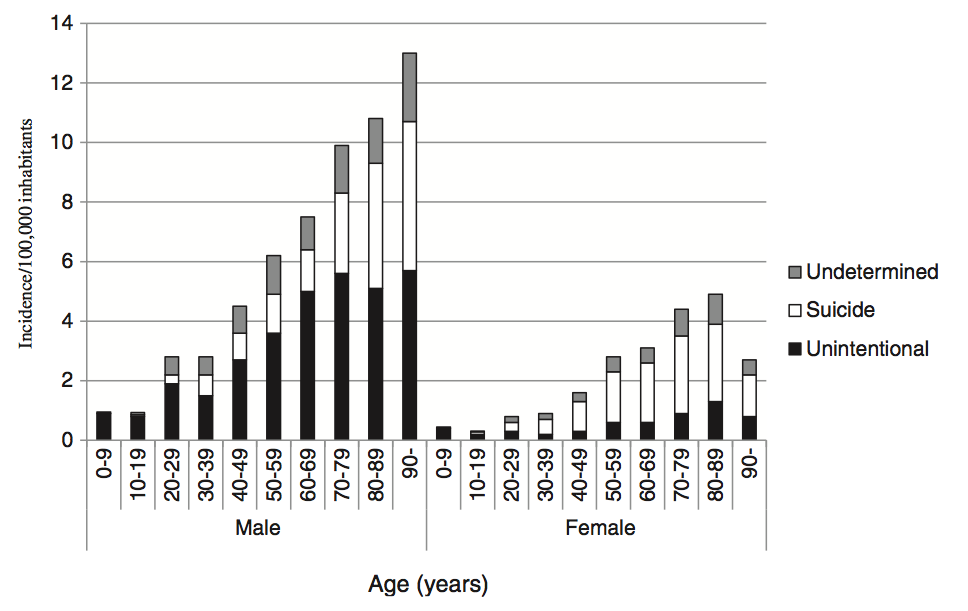 14
12
10
8
6
4
2
0
Incidence/100,000 inhabitants
Undetermined
Suicide
Unintentional
0-9 10-19 20-29 30-39 40-49 50-59 60-69 70-79 80-89 90- 0-9 10-19 20-29 30-39 40-49 50-59 60-69 70-79 80-89 90-
Male Female
Age (years)